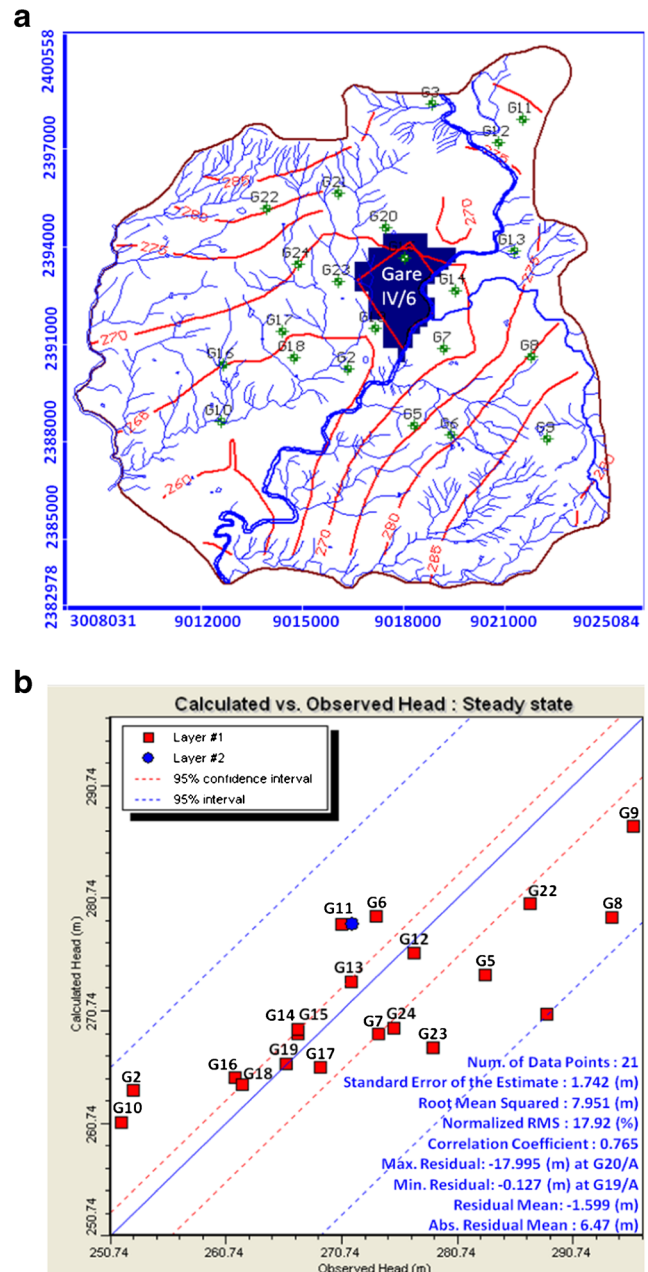 a
2400558
2397000
2394000
2391000
2388000
2385000
2382978
3008031 9012000 9015000 9018000 9021000 9025084
G3
G11
G12
275
285
G21
G22
280
G20
270
275
G13
275
G24
G23
Gare
IV/6
G14
270
G17
G7
G16
G18
G2
G8
265
G10
G5
G6
G9
260
260
270
280
285
b
Calculated vs. Observed Head : Steady state
Layer #1
Layer #2
95% confidence interval
95% interval
Calculated Head (m)
290.74
280.74
270.74
260.74
250.74
G9
G22
G8
G11
G6
G12
G5
G13
G14
G15
G7
G24
G23
G19
G17
G16
G18
G2
G10
Num. of Data Points : 21
Standard Error of the Estimate : 1.742 (m)
Root Mean Squared : 7.951 (m)
Normalized RMS : 17.92 (%)
Correlation Coefficient : 0.765
Max. Residual: -17.995 (m) at G20/A
Min. Residual: -0.127 (m) at G19/A
Residual Mean: -1.599 (m)
Abs. Residual Mean : 6.47 (m)
250.74 260.74 270.74 280.74 290.74
Observed Head (m)